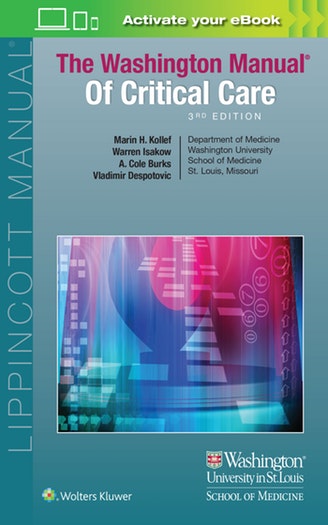 Activate your eBook
LIPPINCOTT MANUAL®
The Washington Manual®
Of Critical Care
3RD EDITION
Marin H. Kollef
Warren Isakow
A. Cole Burks
Vladimir Despotovic
Department of Medicine
Washington University
School of Medicine
St. Louis, Missouri
Washington
University in St. Louis
SCHOOL OF MEDICINE
Wolters Kluwer